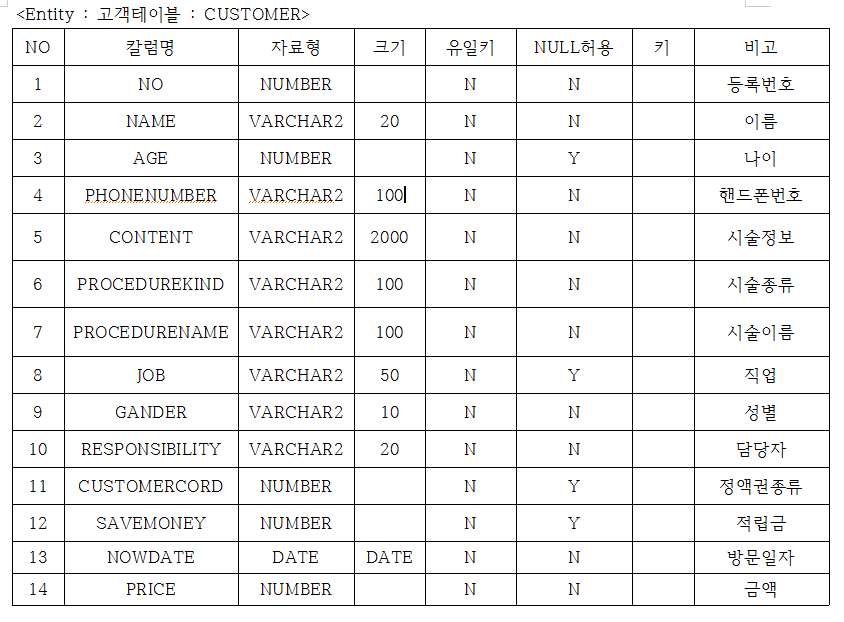 <Entity : 고객테이블 : CUSTOMER>
NO 칼럼명 자료형 크기 유일키 NULL허용 키 비고
1 NO NUMBER N N 등록번호
2 NAME VARCHAR2 20 N N 이름
3 AGE NUMBER N Y 나이
4 PHONENUMBER VARCHAR2 100 N N 핸드폰번호
5 CONTENT VARCHAR2 2000 N N 시술정보
6 PROCEDUREKIND VARCHAR2 100 N N 시술종류
7 PROCEDURENAME VARCHAR2 100 N N 시술이름
8 JOB VARCHAR2 50 N Y 직업
9 GANDER VARCHAR2 10 N N 성별
10 RESPONSIBILITY VARCHAR2 20 N N 담당자
11 CUSTOMERCORD NUMBER N Y 정액권종류
12 SAVEMONEY NUMBER N Y 적립금
13 NOWDATE DATE DATE N N 방문일자
14 PRICE NUMBER N N 금액